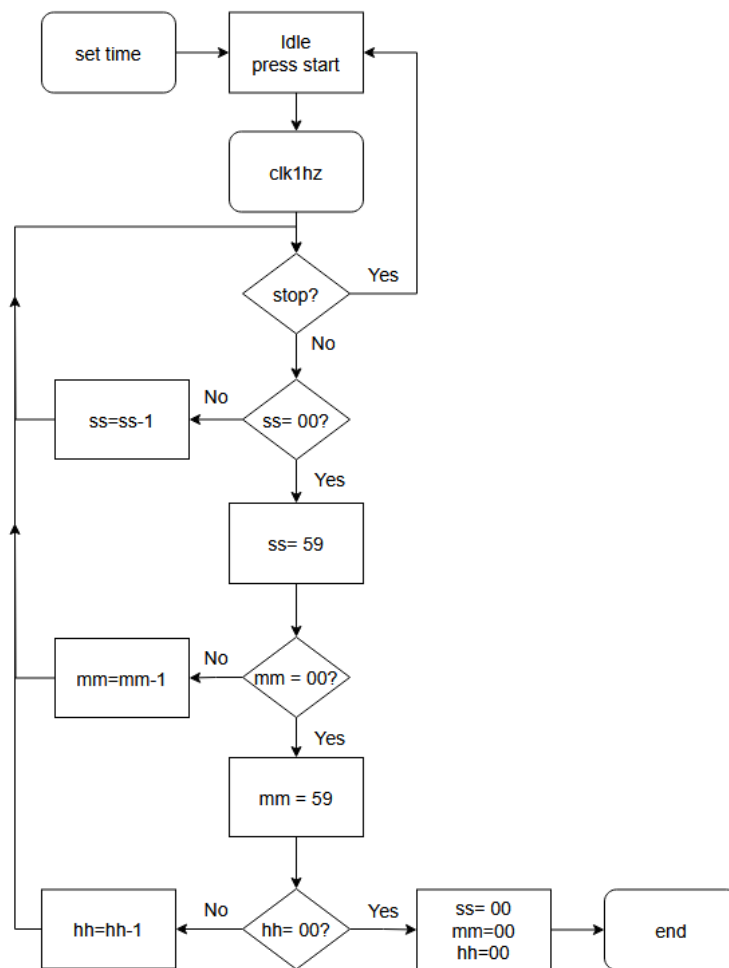 set time
Idle
press start
clk1hz
stop?
Yes
No
ss=ss-1
No
ss= 00?
Yes
ss= 59
mm=mm-1
No
mm = 00?
Yes
mm = 59
hh=hh-1
No
hh= 00?
Yes
ss= 00
mm=00
hh=00
end